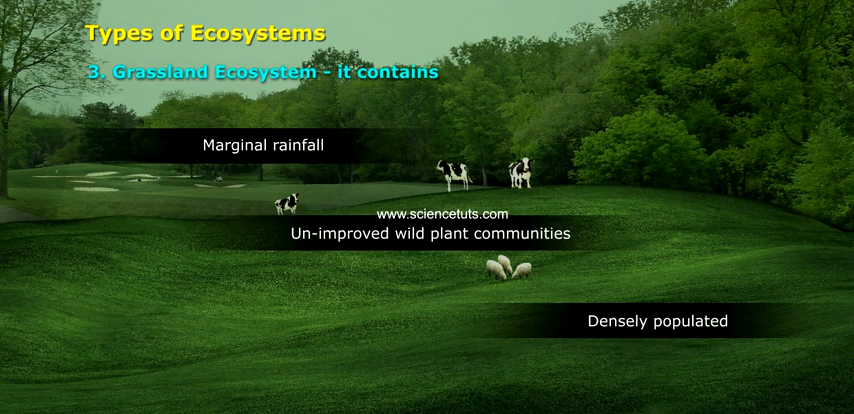 Types of Ecosystems
3. Grassland Ecosystem - it contains
Marginal rainfall
www.sciencetuts.com
Un-improved wild plant communities
Densely populated